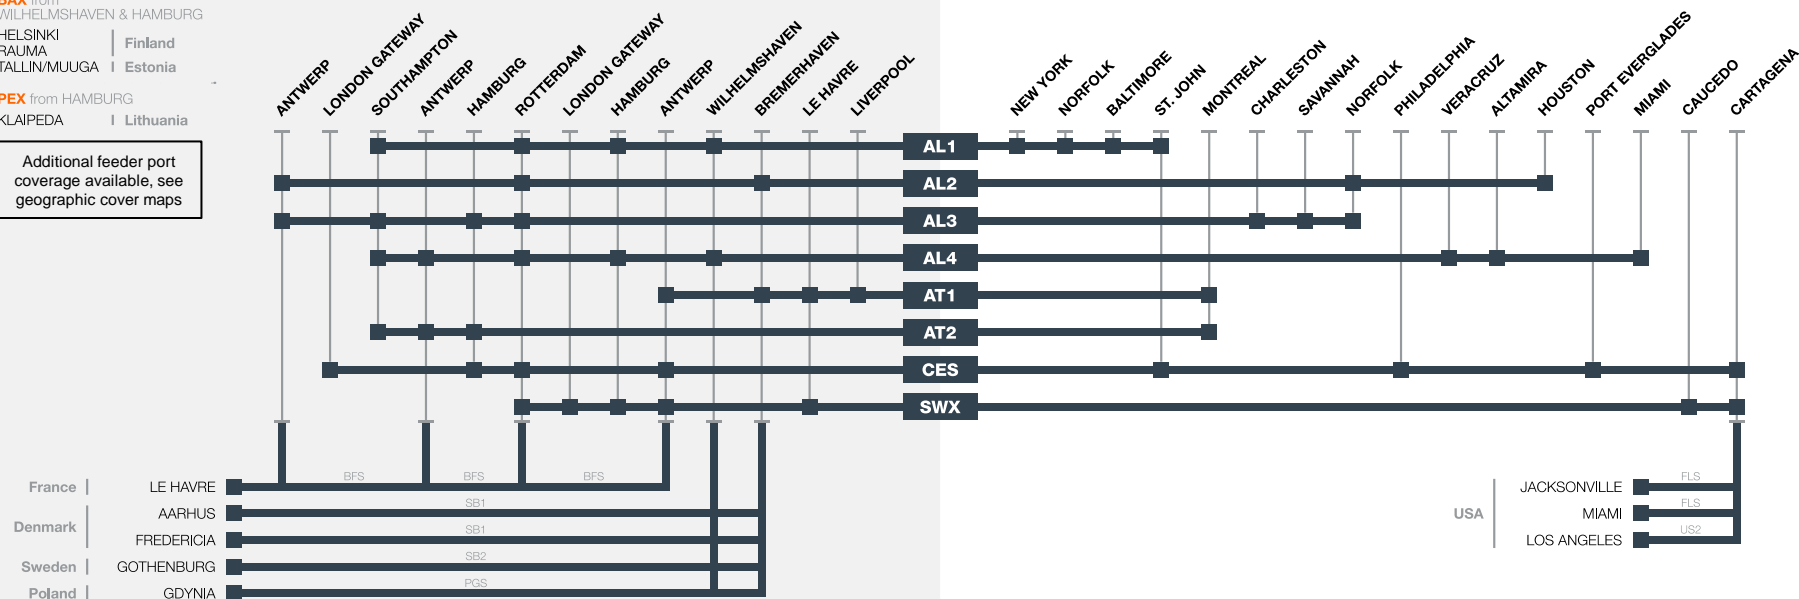 BAX from
WILHELMSHAVEN & HAMBURG
HELSINKI
RAUMA
Finland
TALLIN/MUUGA
Estonia
PEX from HAMBURG
KLAIPEDA
Lithuania
Additional feeder port
coverage available, see
geographic cover maps
ANTWERP
LONDON GATEWAY
SOUTHAMPTON
ANTWERP
HAMBURG
ROTTERDAM
LONDON GATEWAY
HAMBURG
ANTWERP
WILHELMSHAVEN
BREMERHAVEN
LE HAVRE
LIVERPOOL
NEW YORK
NORFOLK
BALTIMORE
ST. JOHN
MONTREAL
CHARLESTON
SAVANNAH
NORFOLK
PHILADELPHIA
VERACRUZ
ALTAMIRA
HOUSTON
PORT EVERGLADES
MIAMI
CAUCEDO
CARTAGENA
AL1
AL2
AL3
AL4
AT1
AT2
CES
SWX
France
LE HAVRE
BFS
BFS
BFS
Denmark
AARHUS
SB1
FREDERICIA
SB1
Sweden
GOTHENBURG
SB2
Poland
GDYNIA
PGS
USA
JACKSONVILLE
FLS
MIAMI
FLS
LOS ANGELES
US2